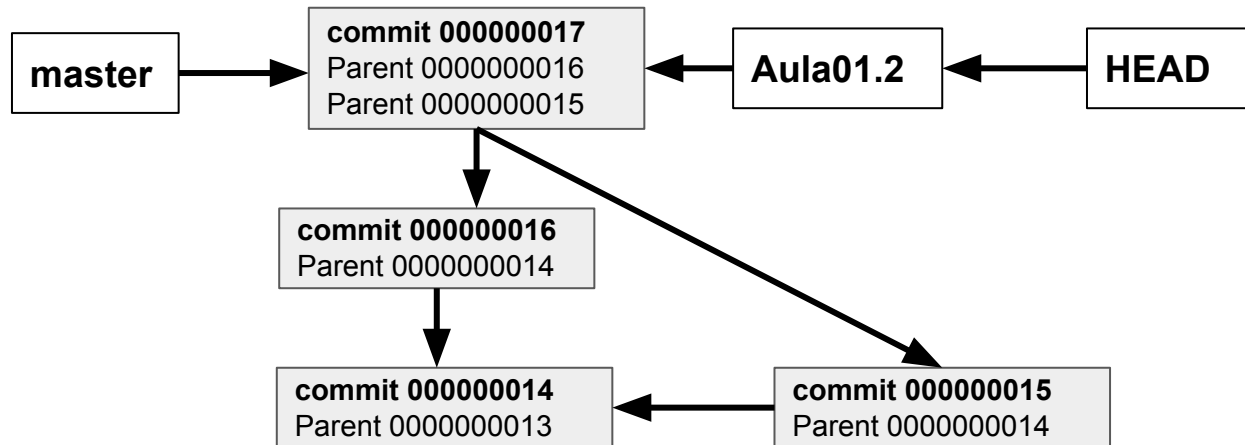 master
commit 000000017
Parent 0000000016
Parent 0000000015
Aula01.2
HEAD
commit 000000016
Parent 0000000014
commit 000000014
Parent 0000000013
commit 000000015
Parent 0000000014